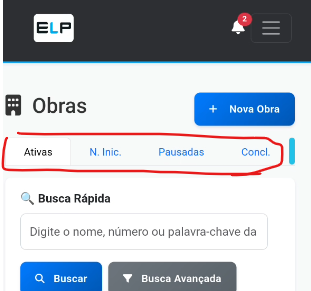 ELP
2
Obras
+ Nova Obra
Ativas N. Inic. Pausadas Concl.
Busca Rápida
Digite o nome, número ou palavra-chave da
Buscar Busca Avançada